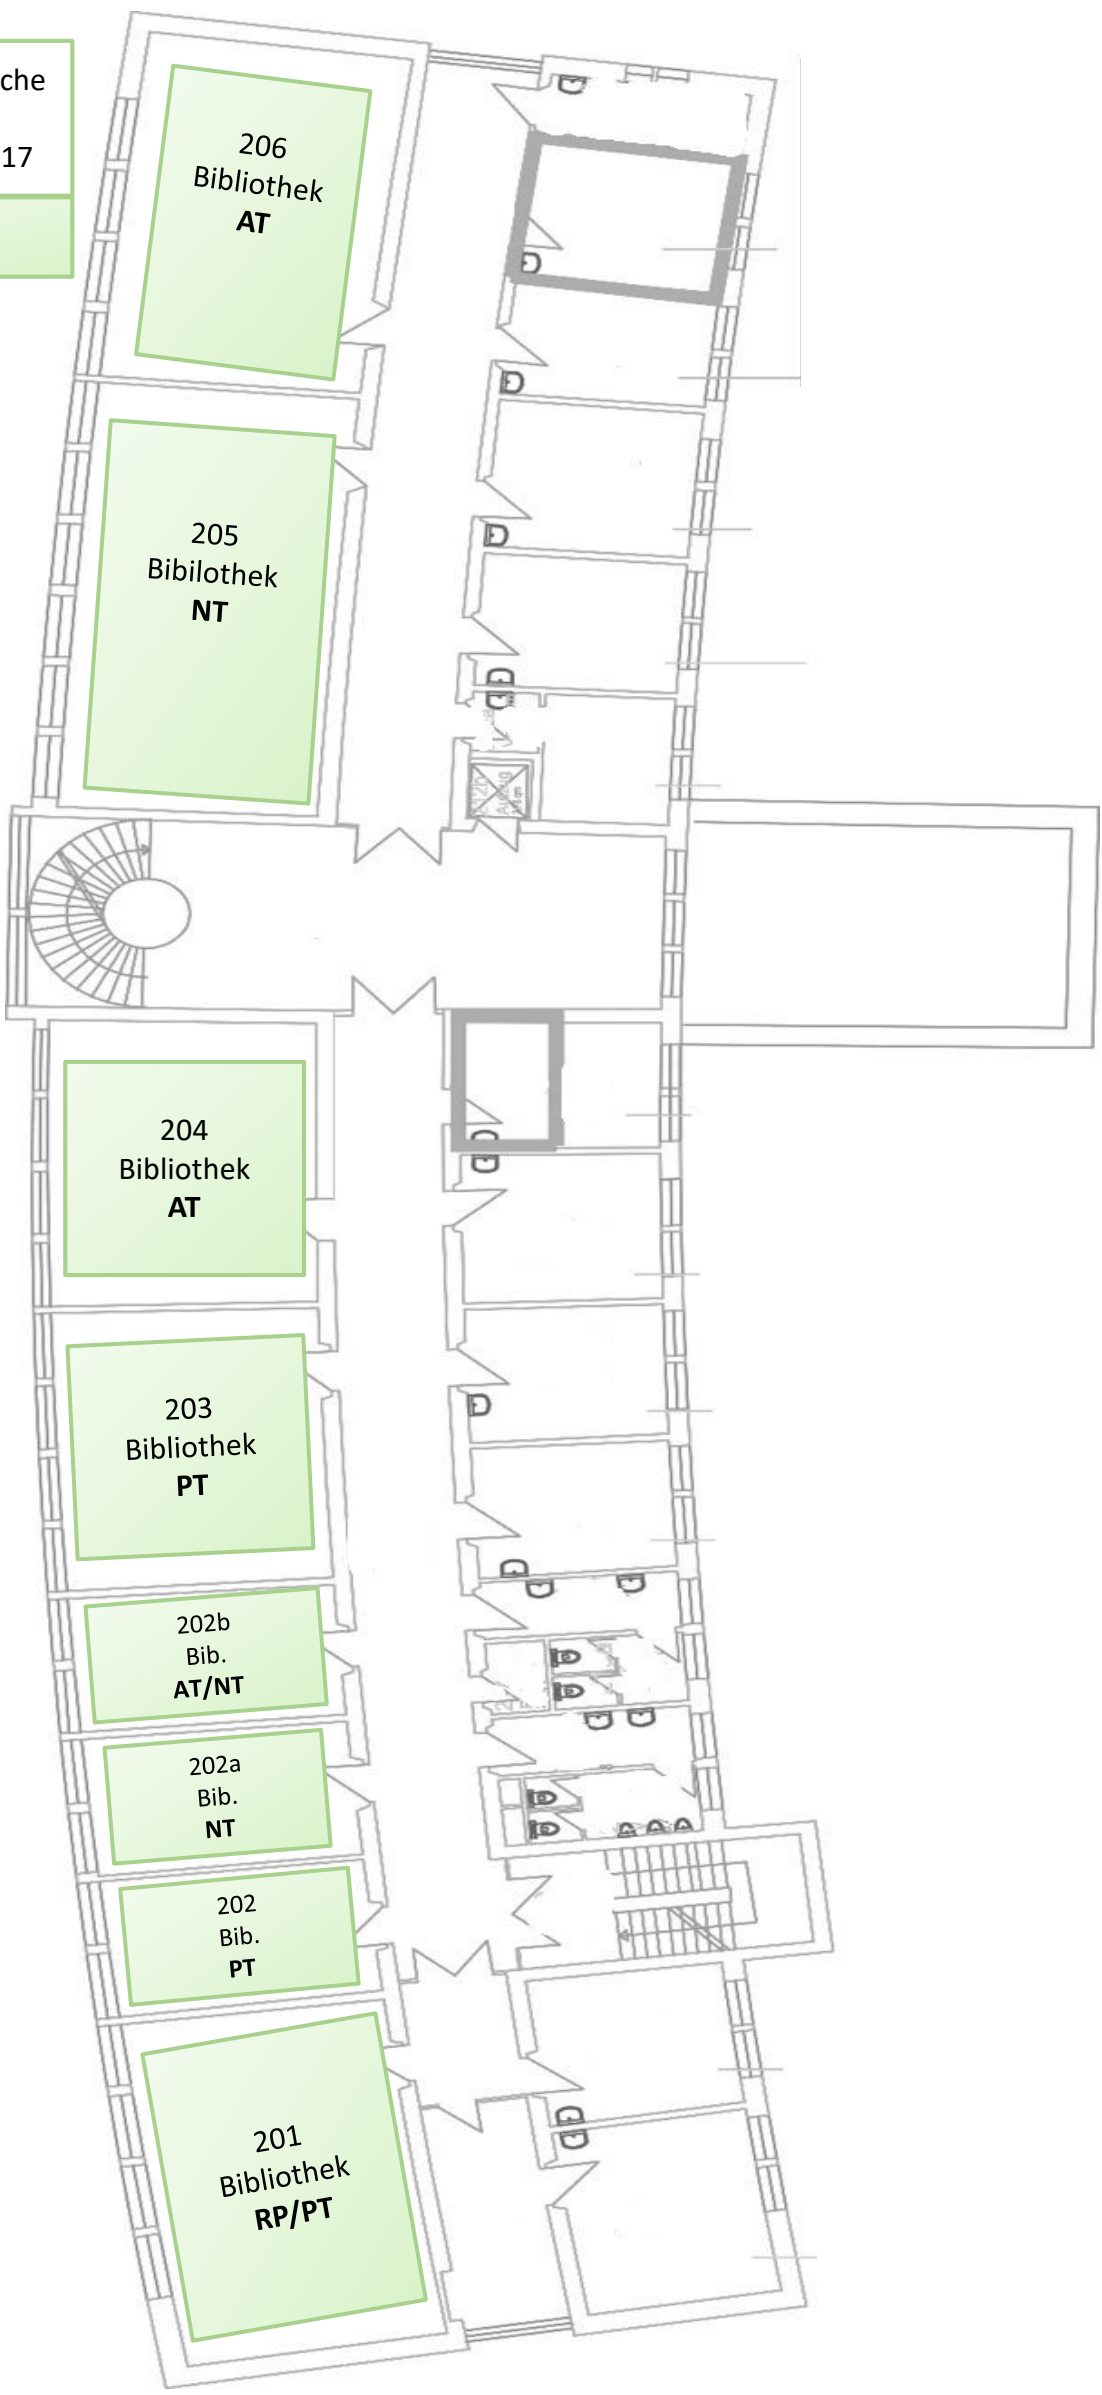 che
17
206
Bibliothek
AT
205
Bibilothek
NT
204
Bibliothek
AT
203
Bibliothek
PT
202b
Bib.
AT/NT
202a
Bib.
NT
202
Bib.
PT
201
Bibliothek
RP/PT